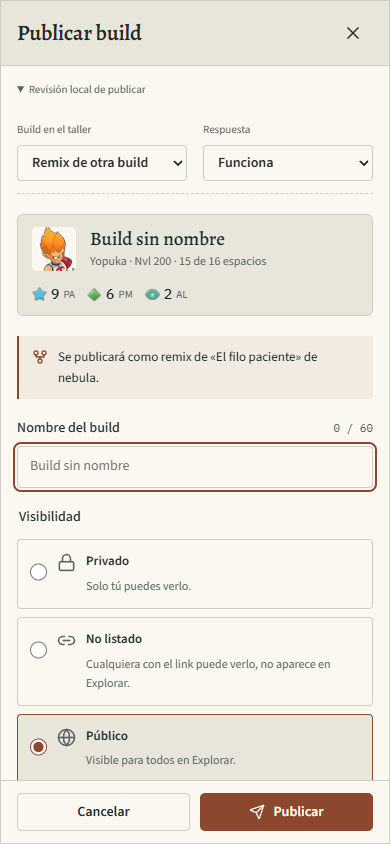 Publicar build
Revisión local de publicar
Build en el taller
Respuesta
Remix de otra build
Funciona
Build sin nombre
Yopuka · Nvl 200 · 15 de 16 espacios
9 PA
6 PM
2 AL
Se publicará como remix de «El filo paciente» de
nebula.
Nombre del build
0 / 60
Build sin nombre
Visibilidad
Privado
Solo tú puedes verlo.
No listado
Cualquiera con el link puede verlo, no aparece en
Explorar.
Público
Visible para todos en Explorar.
Cancelar
Publicar